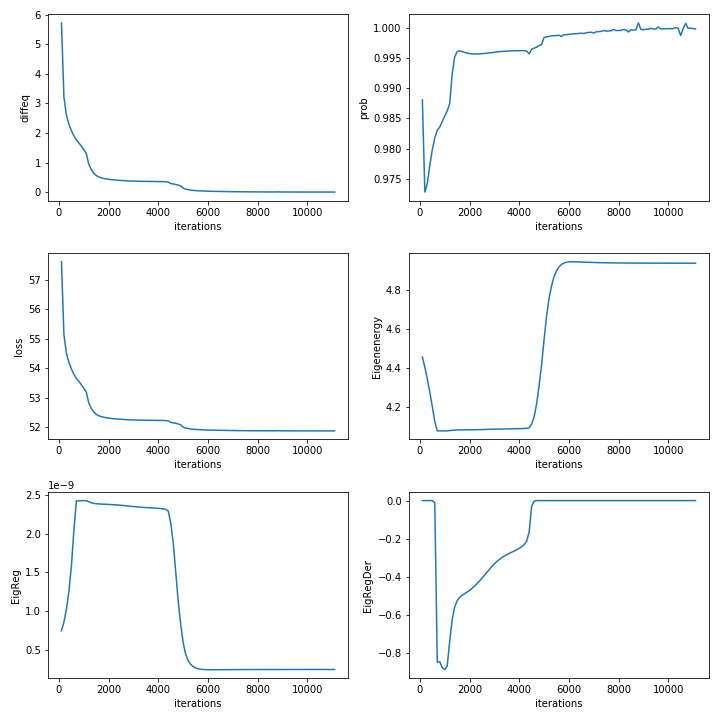 6
5
4
3
2
1
0
diffeq
0 2000 4000 6000 8000 10000
iterations
1.000
0.995
0.990
0.985
0.980
0.975
prob
0 2000 4000 6000 8000 10000
iterations
57
56
55
54
53
52
loss
0 2000 4000 6000 8000 10000
iterations
4.8
4.6
4.4
4.2
Eigenenergy
0 2000 4000 6000 8000 10000
iterations
1e−9
2.5
2.0
1.5
1.0
0.5
EigReg
0 2000 4000 6000 8000 10000
iterations
0.0
−0.2
−0.4
−0.6
−0.8
EigRegDer
0 2000 4000 6000 8000 10000
iterations